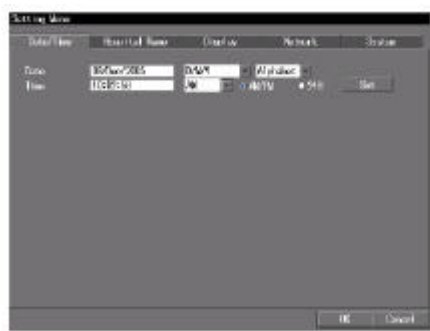 Setting Menu
Date/Time Hospital Name Display Network System
Date D/M/Y Alphabet
Time AM/PM 24H Set
OK Cancel